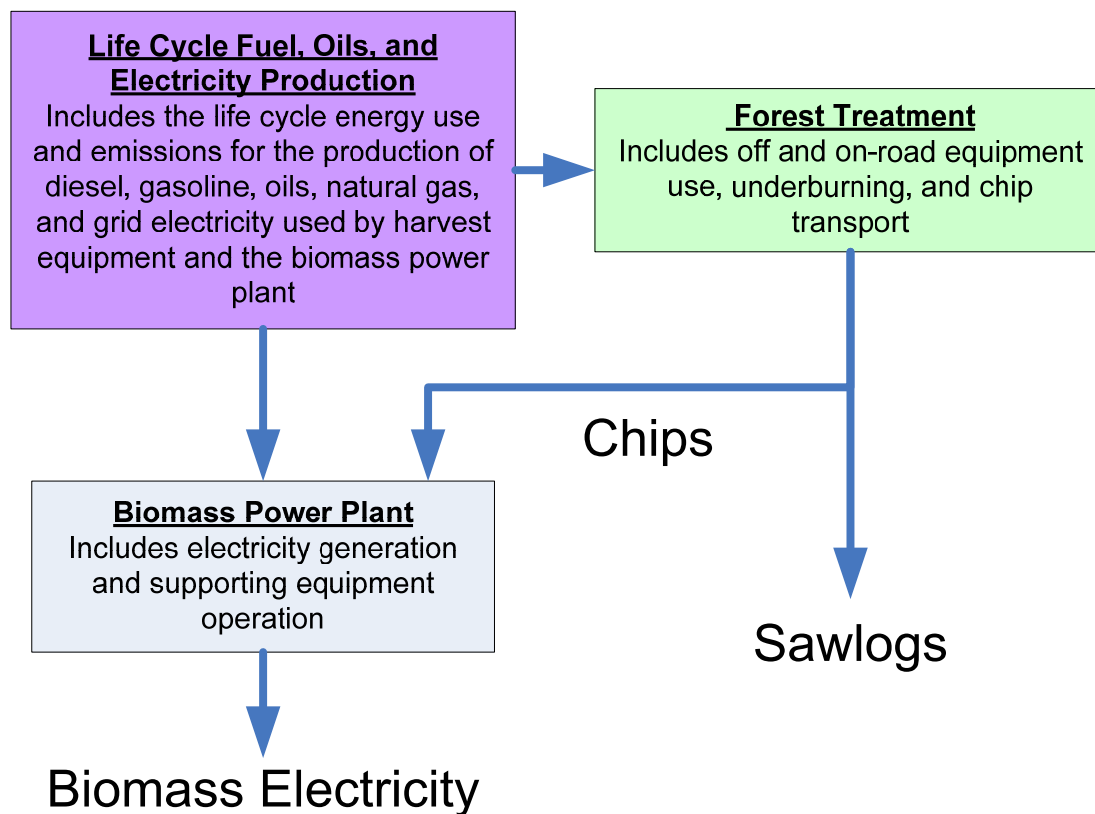 Life Cycle Fuel, Oils, and
Electricity Production
Includes the life cycle energy use
and emissions for the production of
diesel, gasoline, oils, natural gas,
and grid electricity used by harvest
equipment and the biomass power
plant
Forest Treatment
Includes off and on-road equipment
use, underburning, and chip
transport
Chips
Biomass Power Plant
Includes electricity generation
and supporting equipment
operation
Sawlogs
Biomass Electricity